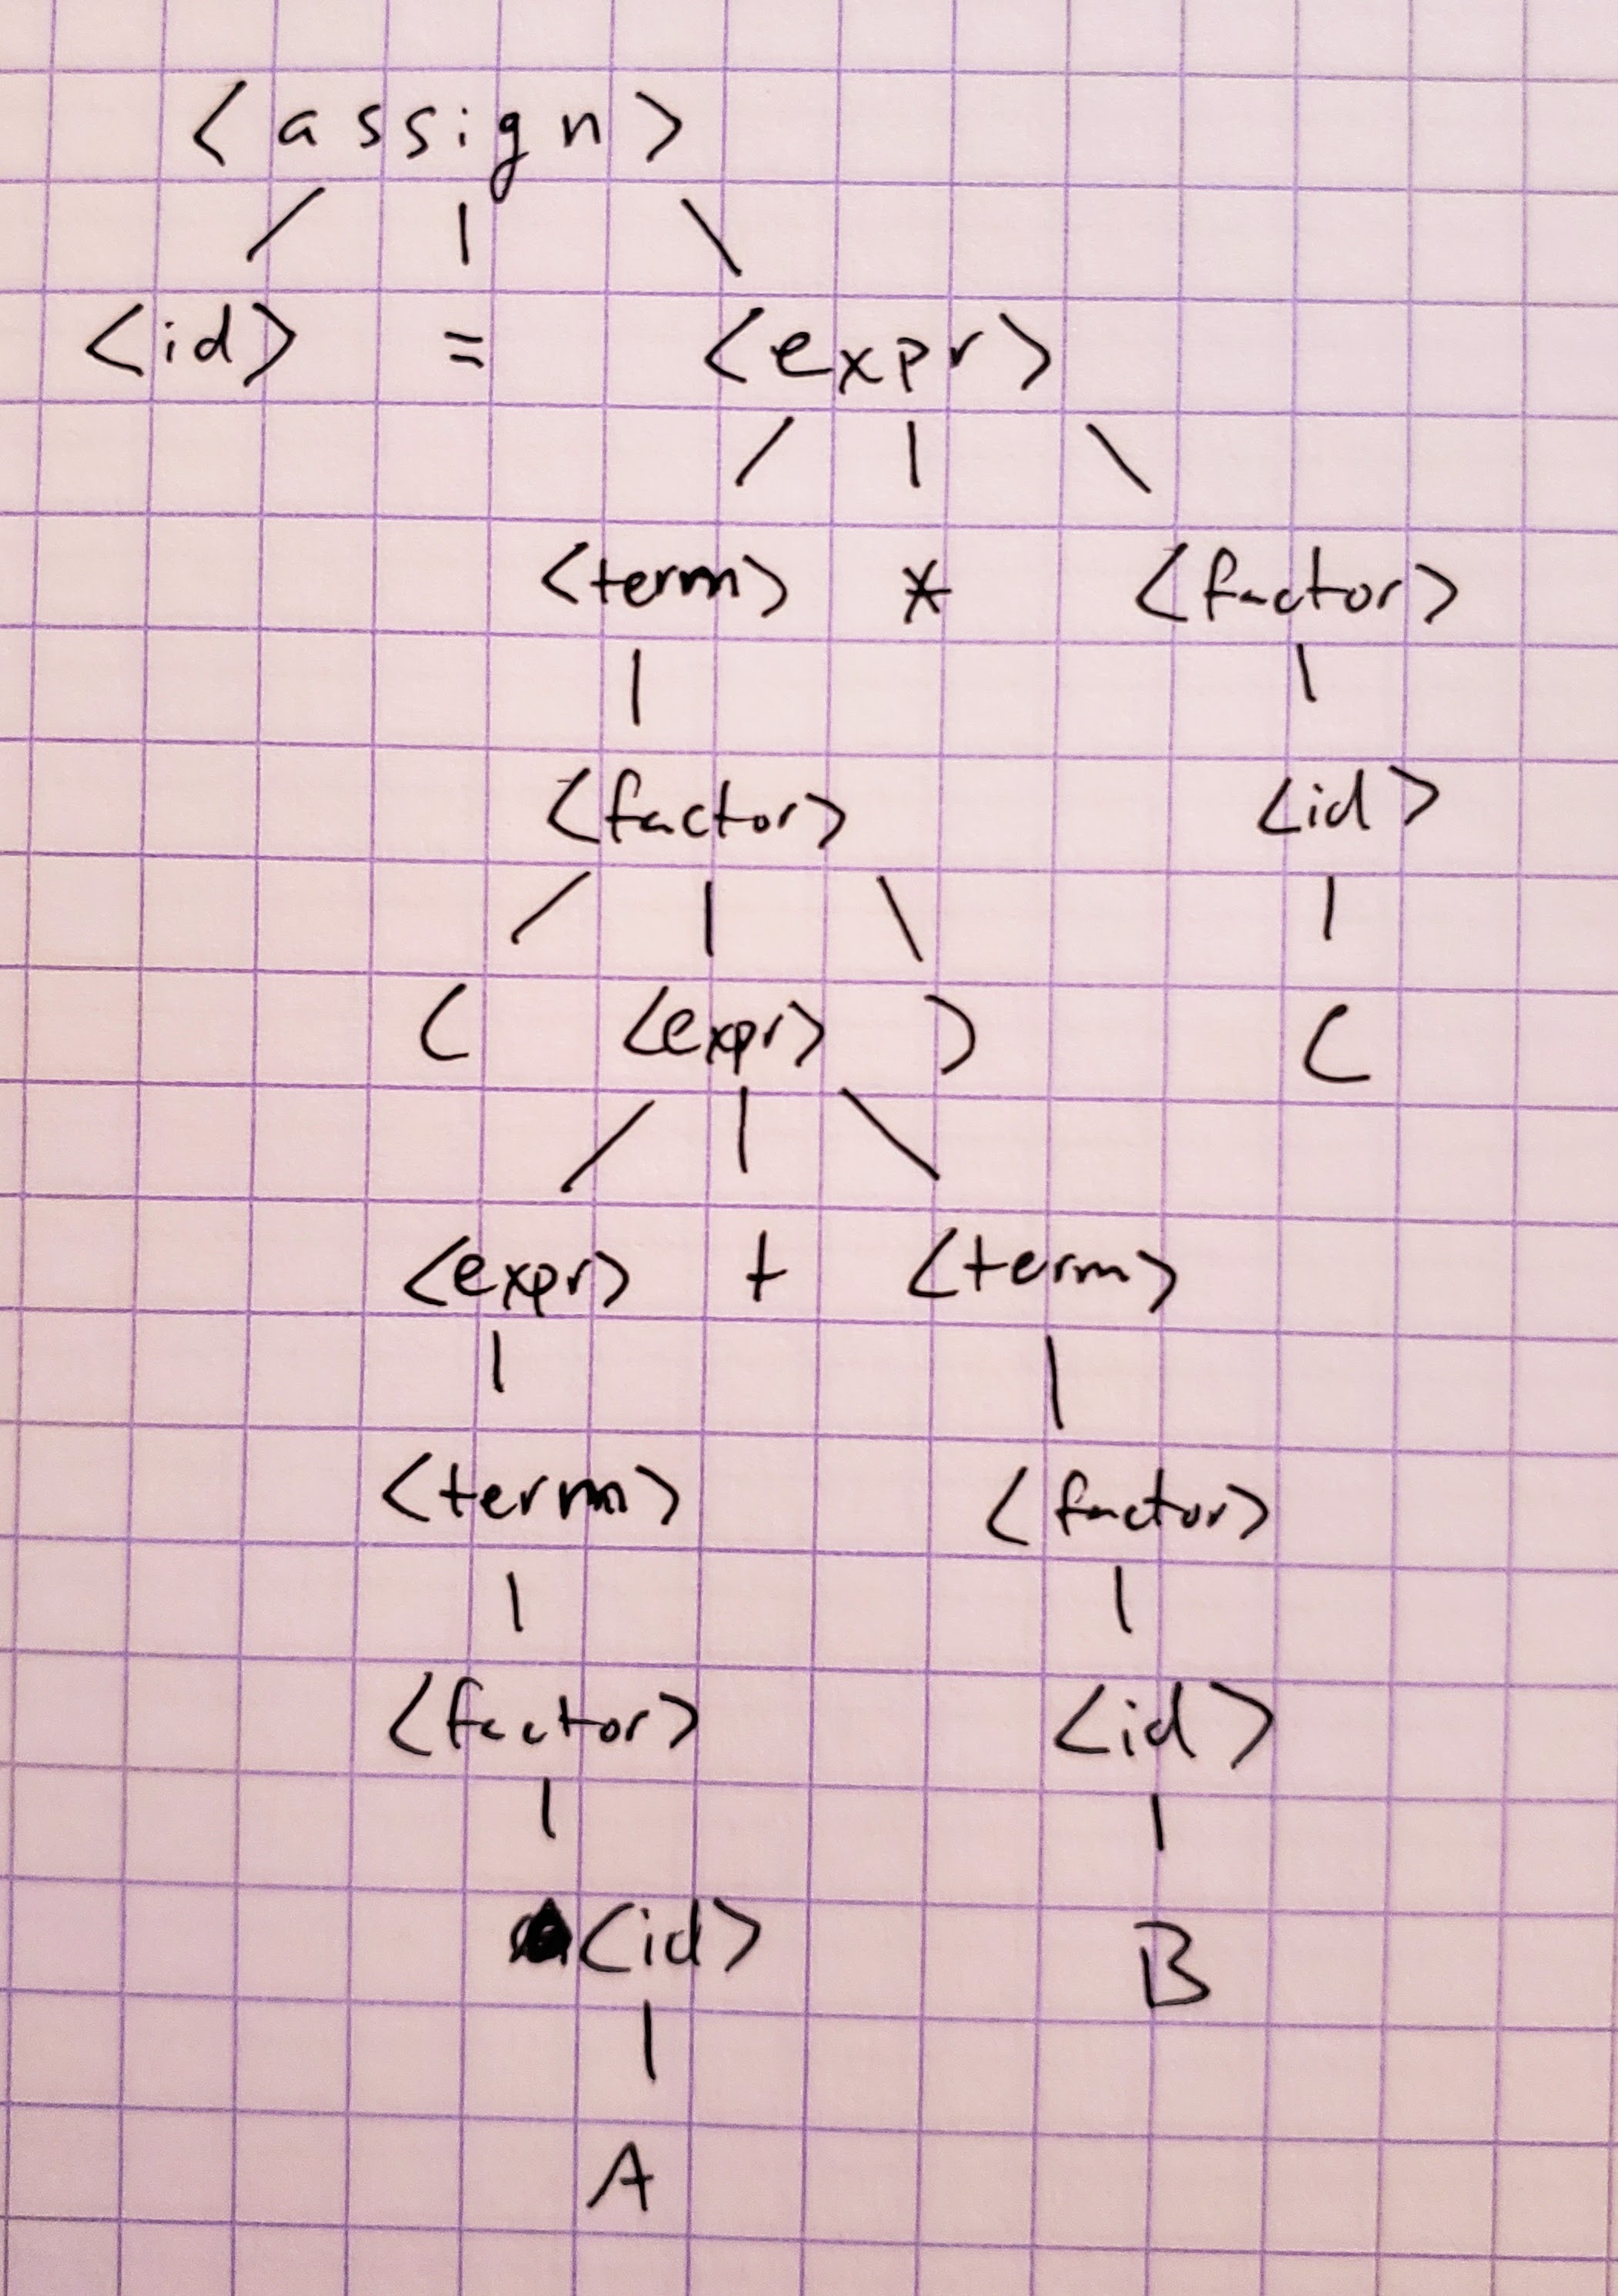 <assign>
/ | \
<id> = <expr>
/ | \
<term> * <factor>
| |
<factor> <id>
/ | \ |
( <expr> ) C
/ | \
<expr> + <term>
| |
<term> <factor>
| |
<factor> <id>
| |
<id> B
|
A